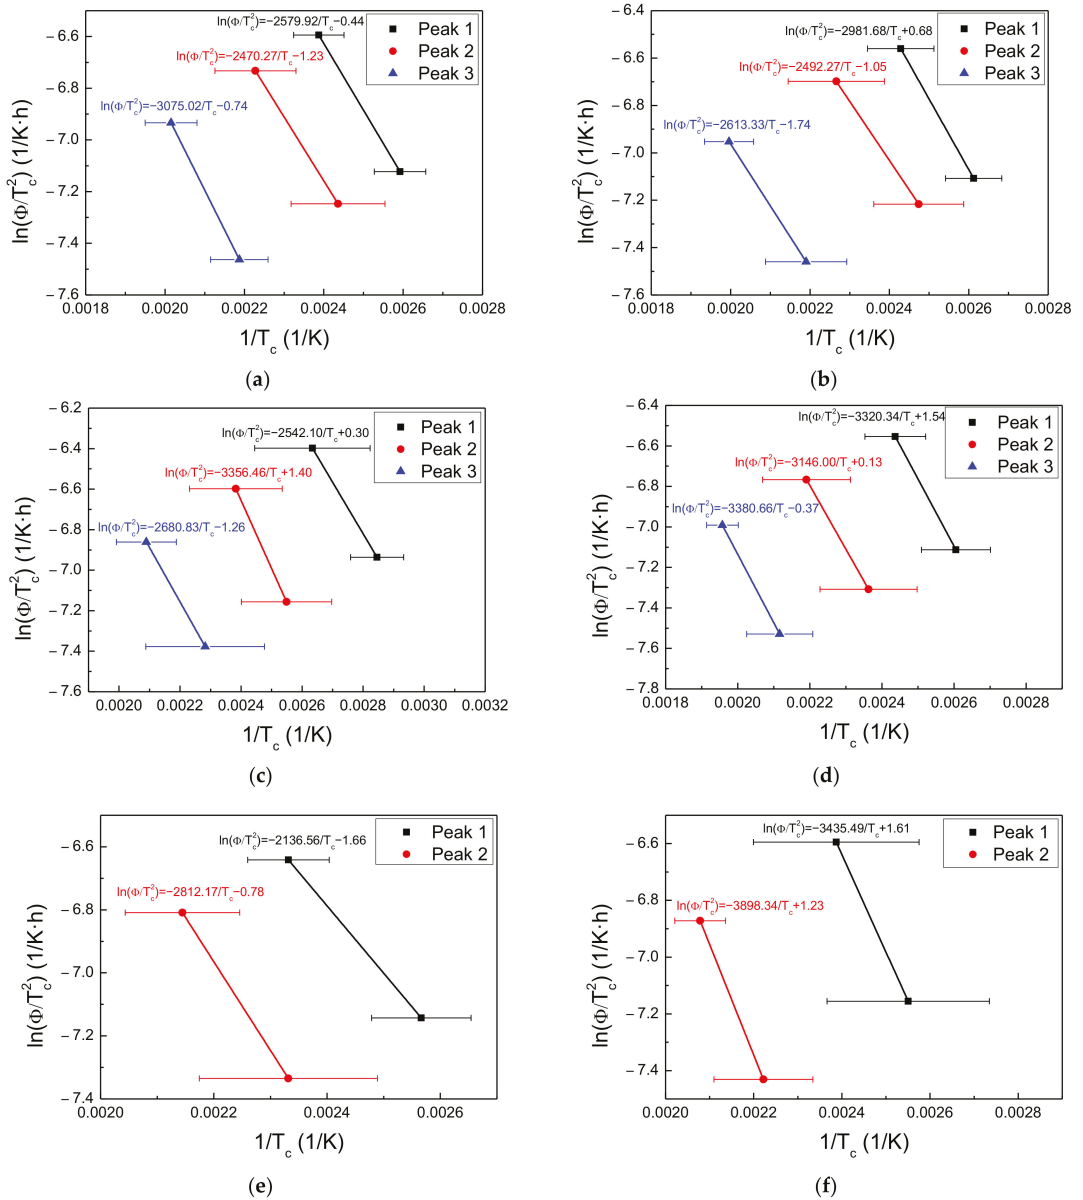 ln(Φ/T_c^2)=−2579.92/T_c−0.44
ln(Φ/T_c^2)=−2470.27/T_c−1.23
ln(Φ/T_c^2)=−3075.02/T_c−0.74
Peak 1
Peak 2
Peak 3
−6.6
−6.8
−7.0
−7.2
−7.4
−7.6
ln(Φ/T_c^2) (1/K·h)
0.0018 0.0020 0.0022 0.0024 0.0026 0.0028
1/T_c (1/K)
(a)
ln(Φ/T_c^2)=−2981.68/T_c+0.68
ln(Φ/T_c^2)=−2492.27/T_c−1.05
ln(Φ/T_c^2)=−2613.33/T_c−1.74
Peak 1
Peak 2
Peak 3
−6.4
−6.6
−6.8
−7.0
−7.2
−7.4
−7.6
ln(Φ/T_c^2) (1/K·h)
0.0018 0.0020 0.0022 0.0024 0.0026 0.0028
1/T_c (1/K)
(b)
ln(Φ/T_c^2)=−2542.10/T_c+0.30
ln(Φ/T_c^2)=−3356.46/T_c+1.40
ln(Φ/T_c^2)=−2680.83/T_c−1.26
Peak 1
Peak 2
Peak 3
−6.2
−6.4
−6.6
−6.8
−7.0
−7.2
−7.4
−7.6
ln(Φ/T_c^2) (1/K·h)
0.0020 0.0022 0.0024 0.0026 0.0028 0.0030 0.0032
1/T_c (1/K)
(c)
ln(Φ/T_c^2)=−3320.34/T_c+1.54
ln(Φ/T_c^2)=−3146.00/T_c+0.13
ln(Φ/T_c^2)=−3380.66/T_c−0.37
Peak 1
Peak 2
Peak 3
−6.4
−6.6
−6.8
−7.0
−7.2
−7.4
−7.6
−7.8
ln(Φ/T_c^2) (1/K·h)
0.0018 0.0020 0.0022 0.0024 0.0026 0.0028
1/T_c (1/K)
(d)
ln(Φ/T_c^2)=−2136.56/T_c−1.66
ln(Φ/T_c^2)=−2812.17/T_c−0.78
Peak 1
Peak 2
−6.6
−6.8
−7.0
−7.2
−7.4
ln(Φ/T_c^2) (1/K·h)
0.0020 0.0022 0.0024 0.0026
1/T_c (1/K)
(e)
ln(Φ/T_c^2)=−3435.49/T_c+1.61
ln(Φ/T_c^2)=−3898.34/T_c+1.23
Peak 1
Peak 2
−6.6
−6.8
−7.0
−7.2
−7.4
ln(Φ/T_c^2) (1/K·h)
0.0020 0.0022 0.0024 0.0026 0.0028
1/T_c (1/K)
(f)